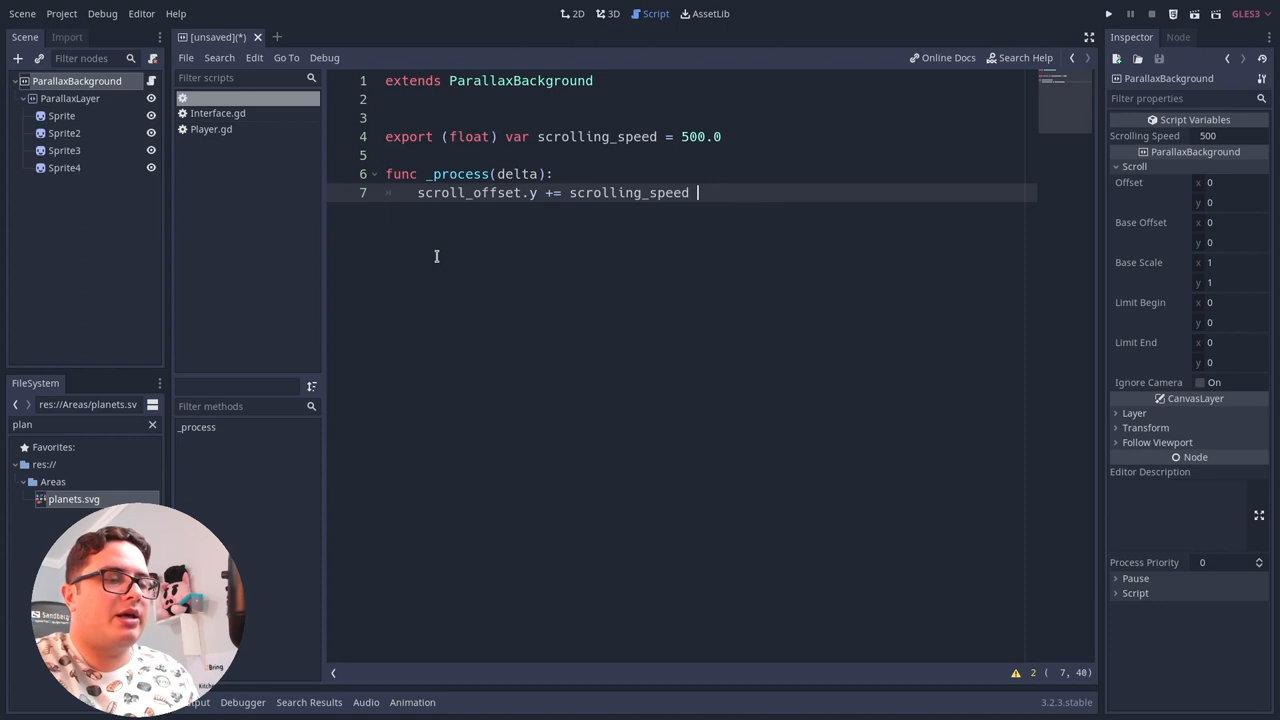 Scene Project Debug Editor Help
2D 3D Script AssetLib
GLES3
Scene Import
Filter nodes
ParallaxBackground
ParallaxLayer
Sprite
Sprite2
Sprite3
Sprite4
FileSystem
res://Areas/planets.sv
plan
Favorites:
res://
Areas
planets.svg
[unsaved](*)
File Search Edit Go To Debug
Online Docs Search Help
Filter scripts
Interface.gd
Player.gd
Filter methods
_process
1 extends ParallaxBackground
2
3
4 export (float) var scrolling_speed = 500.0
5
6 func _process(delta):
7 scroll_offset.y += scrolling_speed
2 ( 7, 40)
Debugger Search Results Audio Animation
3.2.3.stable
Inspector Node
ParallaxBackground
Filter properties
Script Variables
Scrolling Speed 500
ParallaxBackground
Scroll
Offset x 0
y 0
Base Offset x 0
y 0
Base Scale x 1
y 1
Limit Begin x 0
y 0
Limit End x 0
y 0
Ignore Camera On
CanvasLayer
Layer
Transform
Follow Viewport
Node
Editor Description
Process Priority 0
Pause
Script
Sandberg
Bring